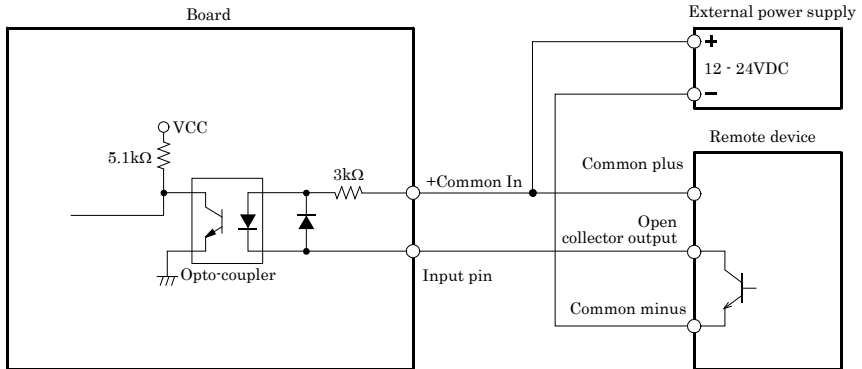 Board
External power supply
+
12 - 24VDC
−
VCC
5.1kΩ
Remote device
3kΩ
Common plus
+Common In
Open
collector output
Opto-coupler
Input pin
Common minus